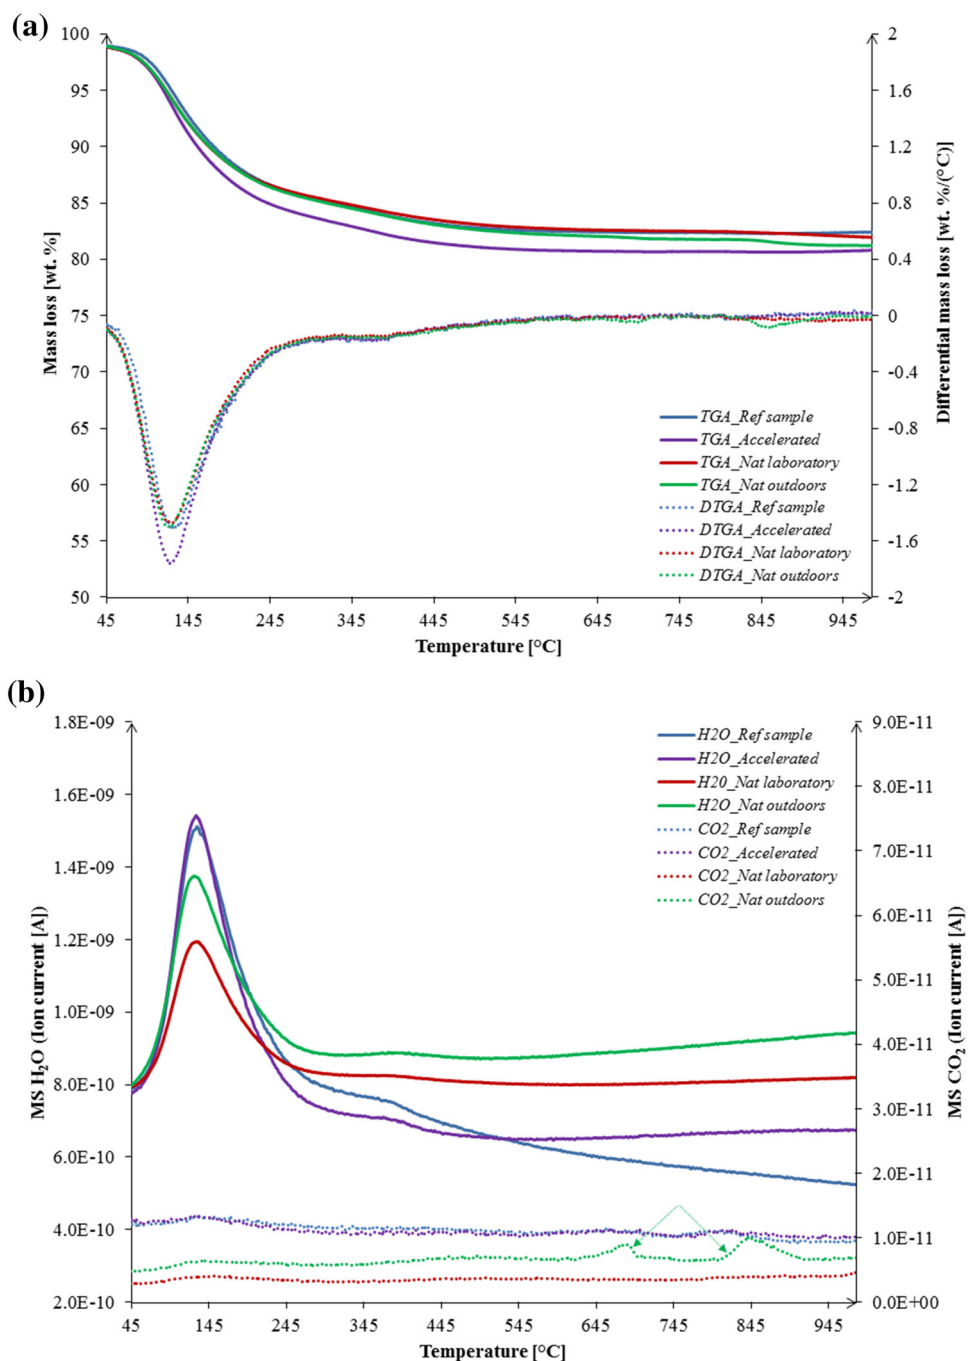 (a)
100
95
90
85
80
75
70
65
60
55
50
Mass loss [wt. %]
2
1.6
1.2
0.8
0.4
0
-0.4
-0.8
-1.2
-1.6
-2
Differential mass loss [wt. %/(°C)]
TGA_Ref sample
TGA_Accelerated
TGA_Nat laboratory
TGA_Nat outdoors
DTGA_Ref sample
DTGA_Accelerated
DTGA_Nat laboratory
DTGA_Nat outdoors
45 145 245 345 445 545 645 745 845 945
Temperature [°C]
(b)
1.8E-09
1.6E-09
1.4E-09
1.2E-09
1.0E-09
8.0E-10
6.0E-10
4.0E-10
2.0E-10
MS H₂O (Ion current [A])
9.0E-11
8.0E-11
7.0E-11
6.0E-11
5.0E-11
4.0E-11
3.0E-11
2.0E-11
1.0E-11
0.0E+00
MS CO₂ (Ion current [A])
H2O_Ref sample
H2O_Accelerated
H20_Nat laboratory
H2O_Nat outdoors
CO2_Ref sample
CO2_Accelerated
CO2_Nat laboratory
CO2_Nat outdoors
45 145 245 345 445 545 645 745 845 945
Temperature [°C]